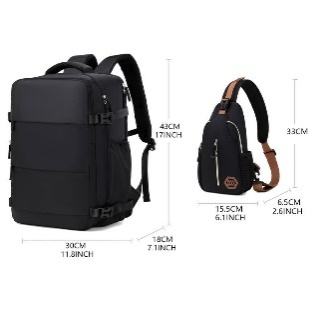 43CM
17INCH
30CM
11.8INCH
18CM
7.1INCH
33CM
15.5CM
6.1INCH
6.5CM
2.6INCH